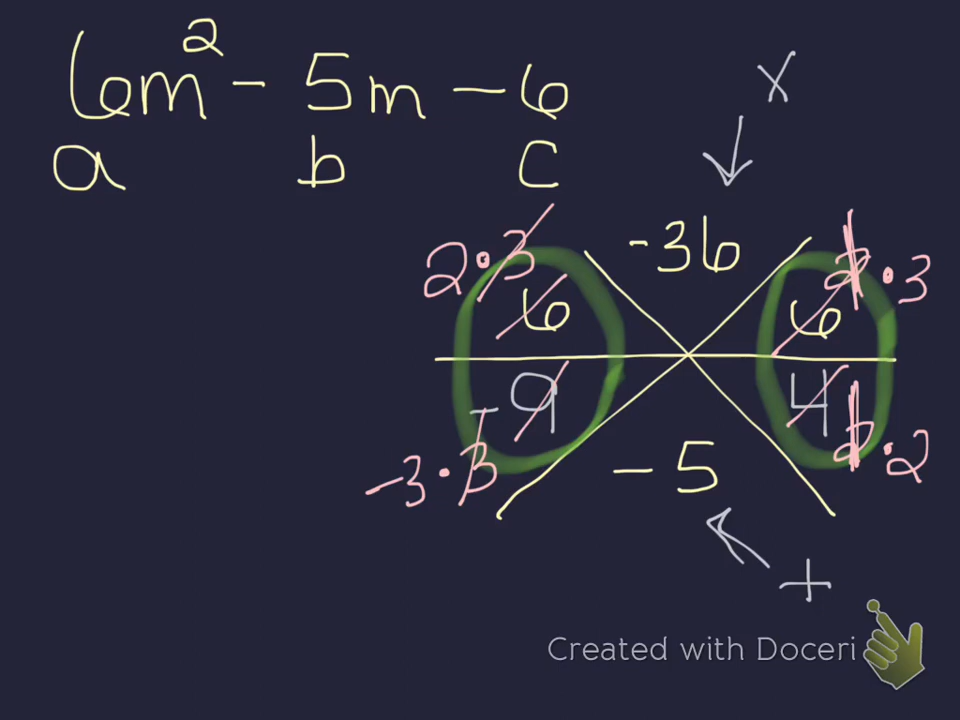 6m² - 5m - 6
a b c
x
-36
2 · 3 6 6 2 · 3
-9 4
-3 · 3 -5 2 · 2
+
Created with Doceri